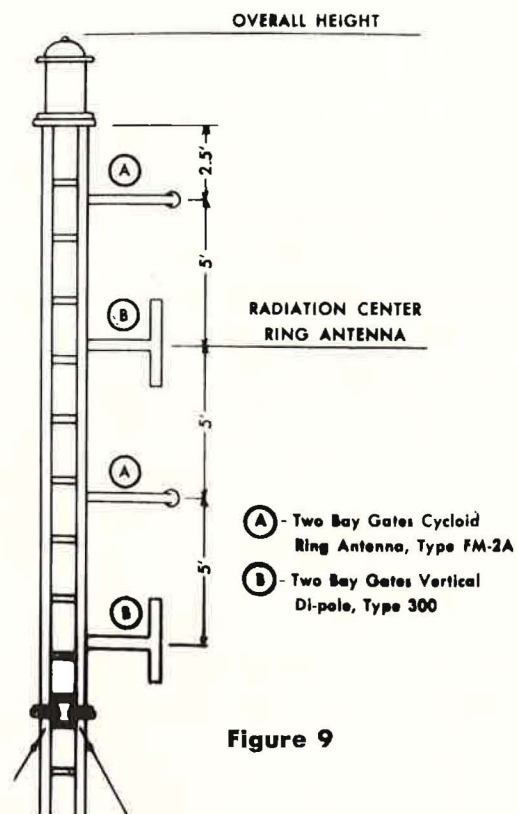 OVERALL HEIGHT
A
2.5'
5'
B
RADIATION CENTER
RING ANTENNA
5'
A
5'
B
A - Two Bay Gates Cycloid
Ring Antenna, Type FM-2A
B - Two Bay Gates Vertical
Di-pole, Type 300
Figure 9